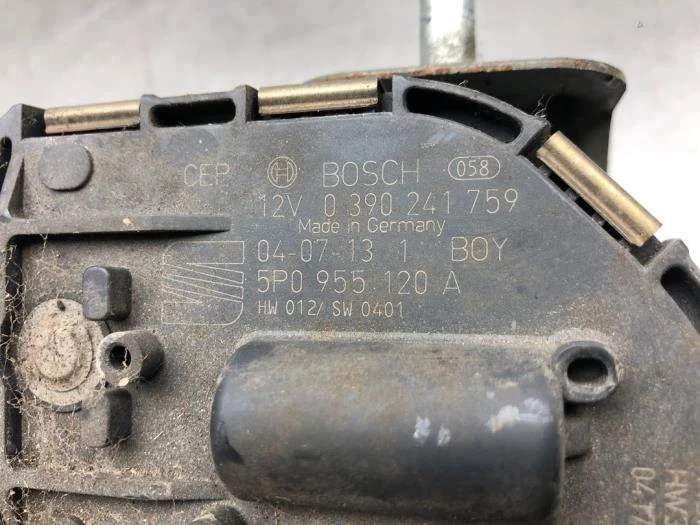 CEP BOSCH 058
12V 0 390 241 759
Made in Germany
04-07-13 1 BOY
5P0 955 120 A
HW 012/ SW 0401